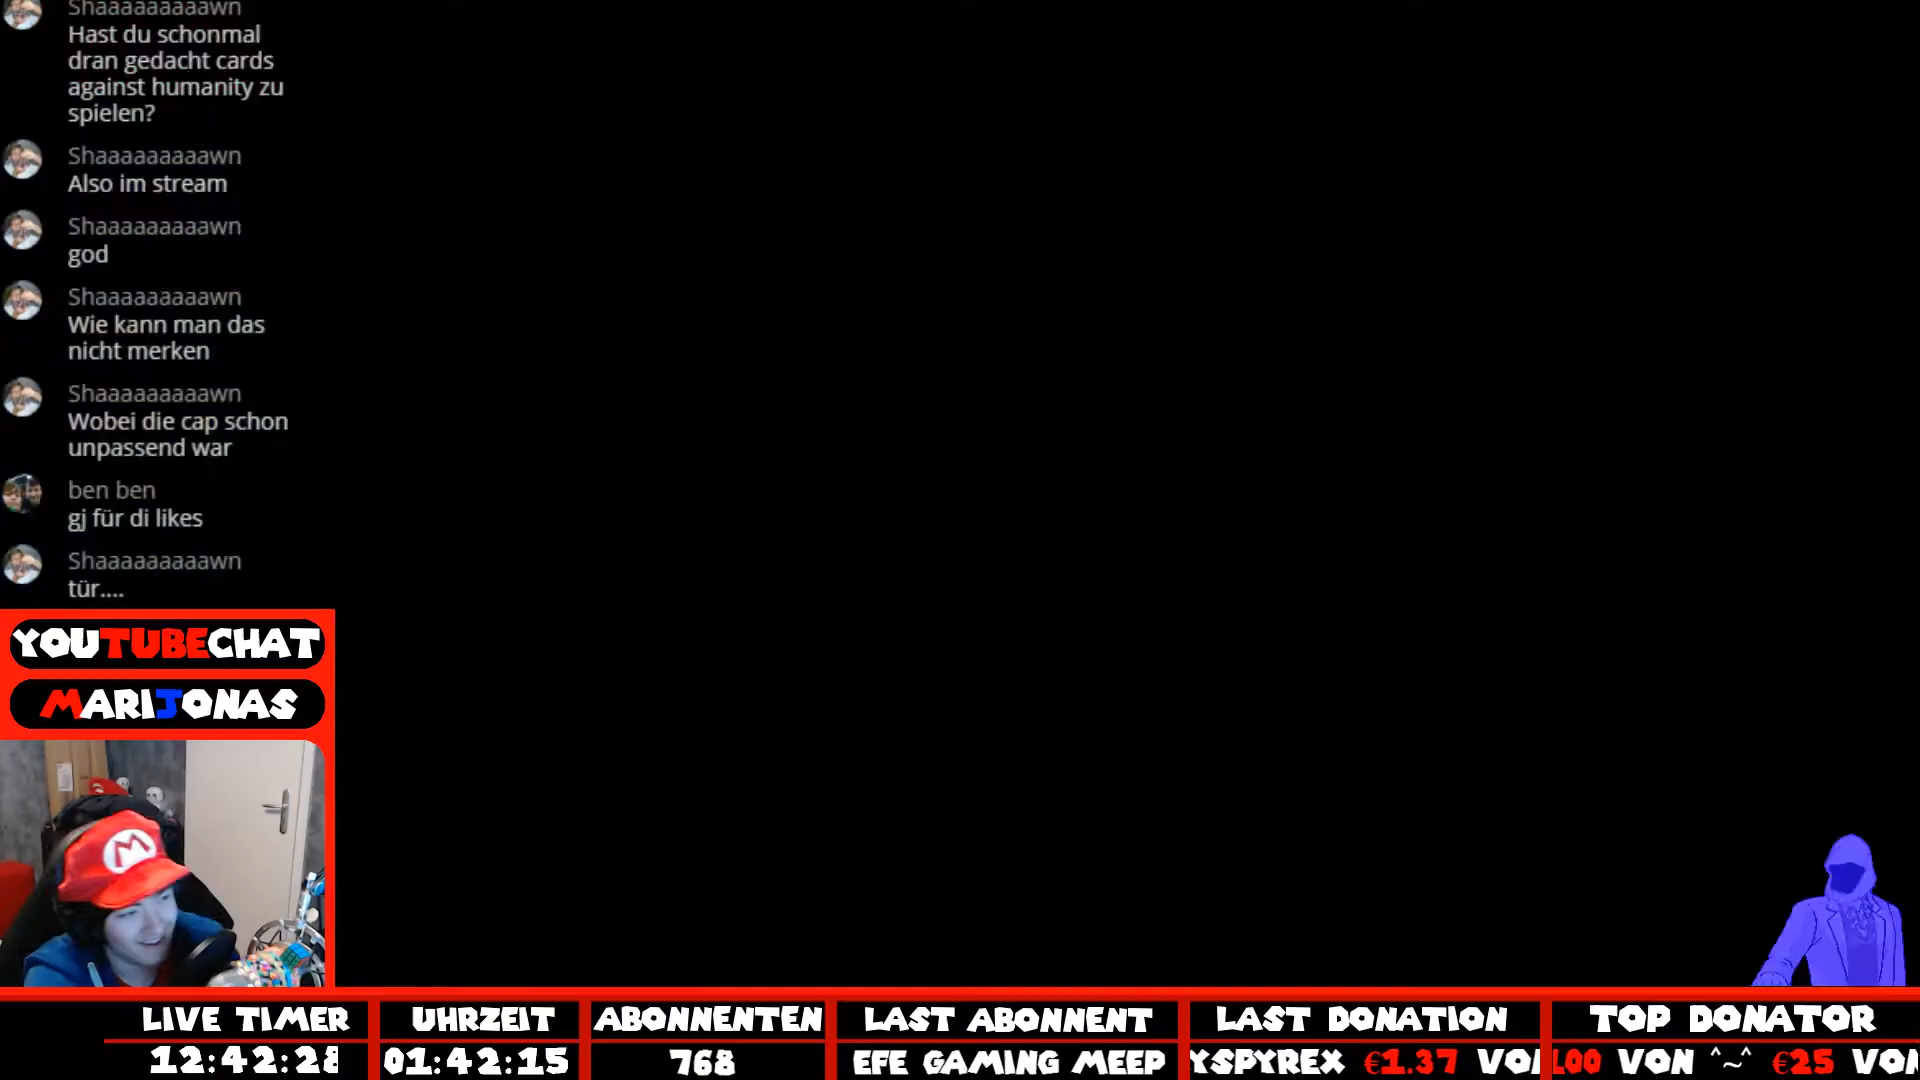 Shaaaaaaaaawn
Hast du schonmal
dran gedacht cards
against humanity zu
spielen?
Shaaaaaaaaawn
Also im stream
Shaaaaaaaaawn
god
Shaaaaaaaaawn
Wie kann man das
nicht merken
Shaaaaaaaaawn
Wobei die cap schon
unpassend war
ben ben
gj für di likes
Shaaaaaaaaawn
tür....
YOUTUBECHAT
MARIJONAS
M
LIVE TIMER
12:42:28
UHRZEIT
01:42:15
ABONNENTEN
768
LAST ABONNENT
EFE GAMING MEEP
LAST DONATION
YSPYREX €1.37 VON
TOP DONATOR
VON ^~^ €25 VON